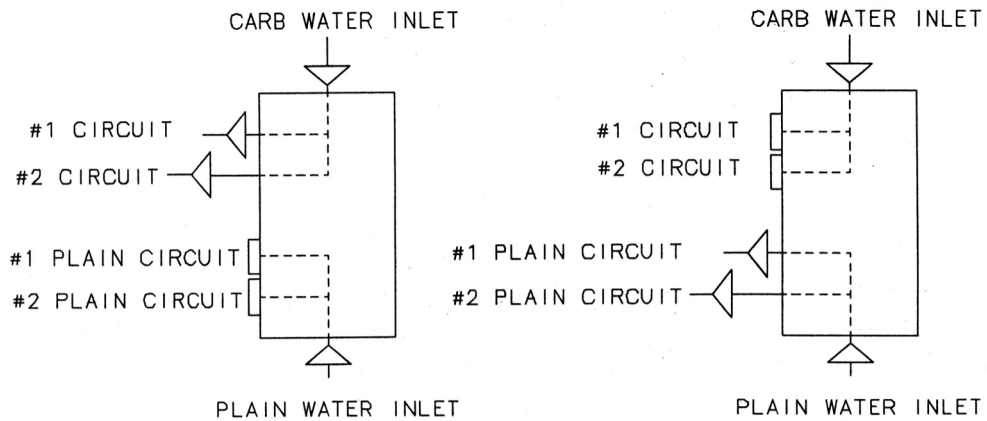 CARB WATER INLET
#1 CIRCUIT
#2 CIRCUIT
#1 PLAIN CIRCUIT
#2 PLAIN CIRCUIT
PLAIN WATER INLET
CARB WATER INLET
#1 CIRCUIT
#2 CIRCUIT
#1 PLAIN CIRCUIT
#2 PLAIN CIRCUIT
PLAIN WATER INLET